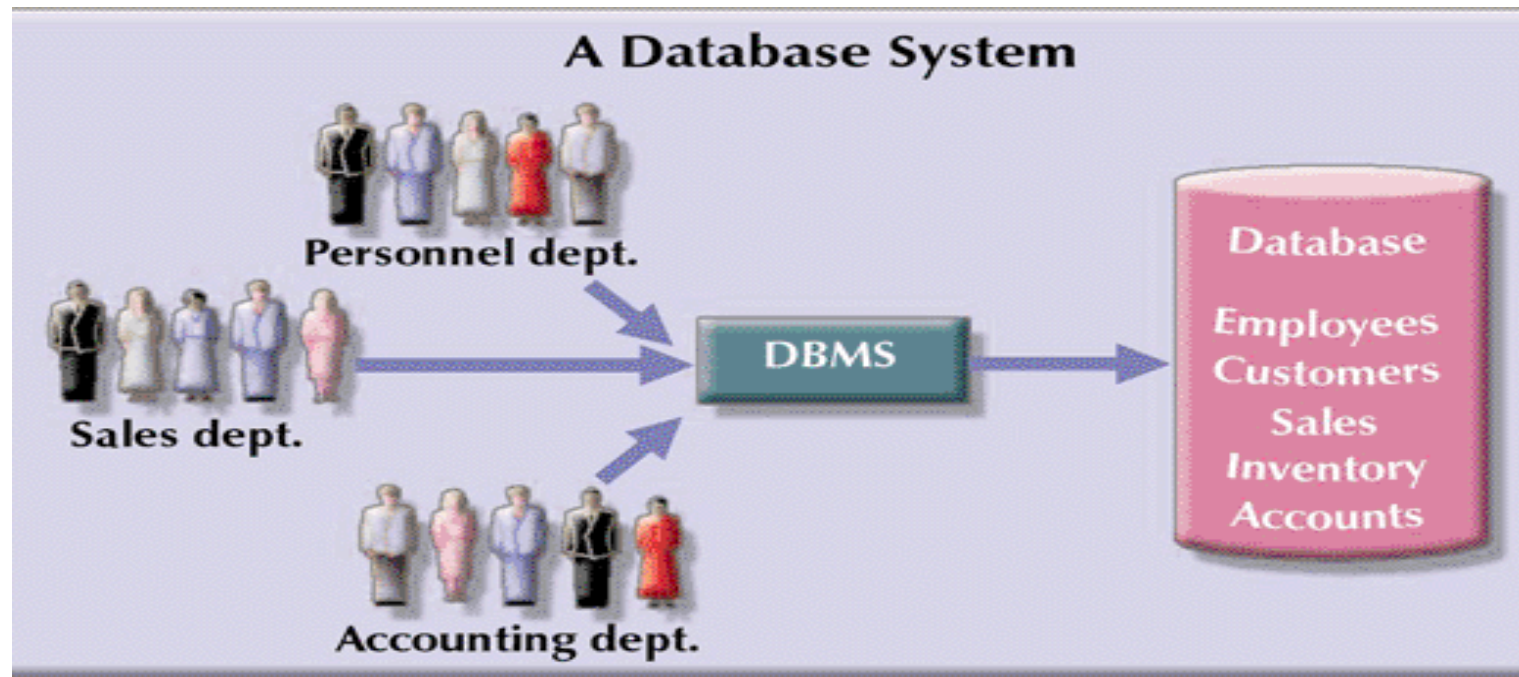 A Database System
Personnel dept.
Sales dept.
Accounting dept.
DBMS
Database
Employees
Customers
Sales
Inventory
Accounts